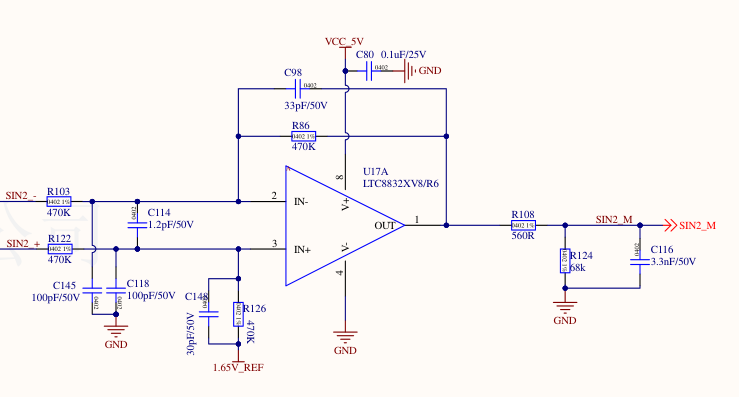 VCC_5V
C80 0.1uF/25V
0402
GND
C98
0402
33pF/50V
R86
0402 1%
470K
U17A
LTC8832XV8/R6
8
V+
SIN2_-
R103
0402 1%
470K
2
IN-
C114
0402
1.2pF/50V
OUT
1
R108
0402 1%
560R
SIN2_M
SIN2_M
SIN2_+
R122
0402 1%
470K
3
IN+
V-
4
R124
0402 1%
68k
C116
0402
3.3nF/50V
C145
100pF/50V
0402
C118
100pF/50V
0402
C148
0402
30pF/50V
R126
0402 1%
470K
GND
GND
GND
1.65V_REF